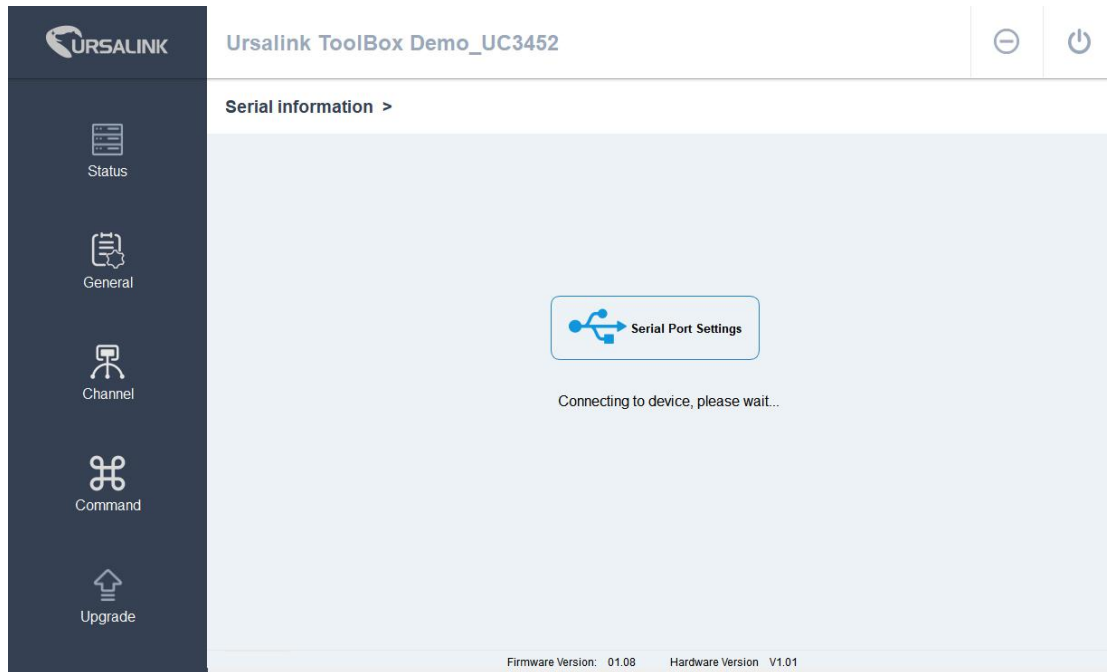 URSALINK
Ursalink ToolBox Demo_UC3452
Serial information >
Status
General
Channel
Command
Upgrade
Serial Port Settings
Connecting to device, please wait...
Firmware Version: 01.08 Hardware Version V1.01